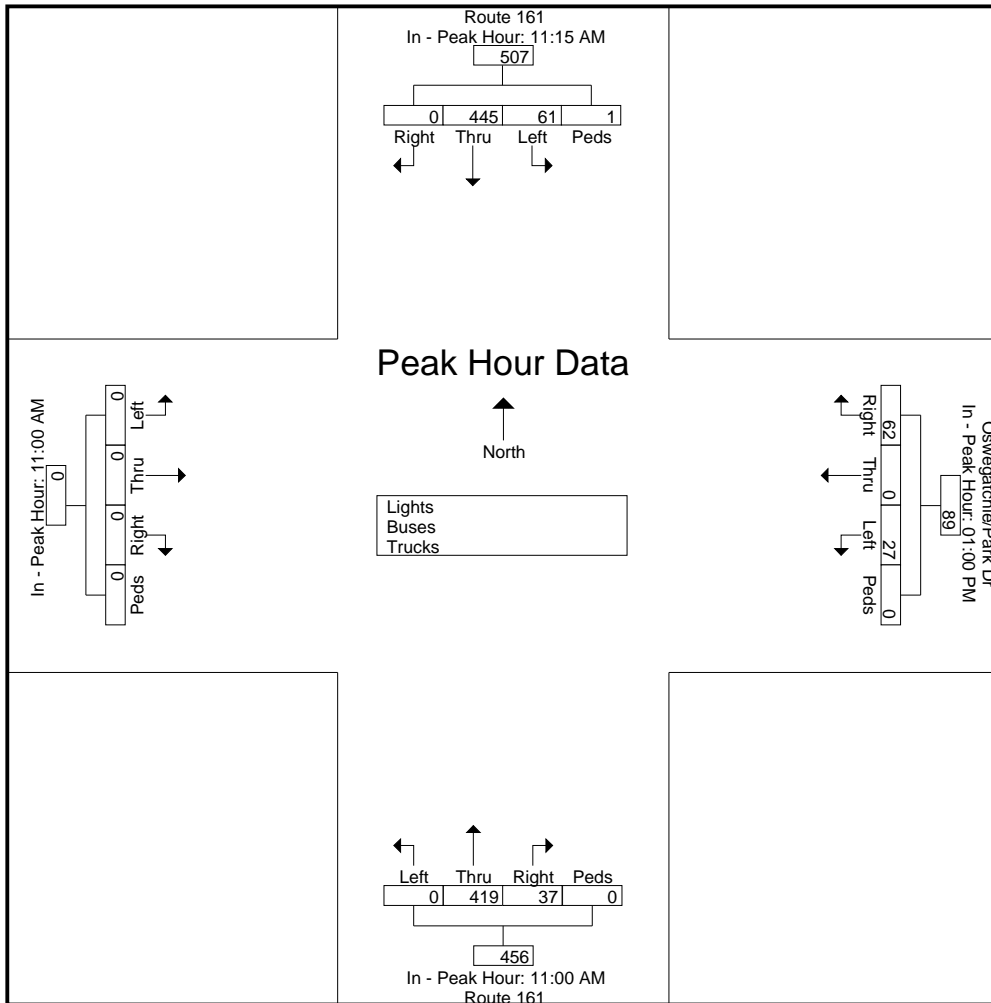 Route 161
In - Peak Hour: 11:15 AM
507
0 445 61 1
Right Thru Left Peds
Peak Hour Data
North
Lights
Buses
Trucks
In - Peak Hour: 11:00 AM
0
0 0 0 0
Left Thru Right Peds
Oswegatchie/Park Dr
In - Peak Hour: 01:00 PM
89
62 0 27 0
Right Thru Left Peds
Left Thru Right Peds
0 419 37 0
456
In - Peak Hour: 11:00 AM
Route 161